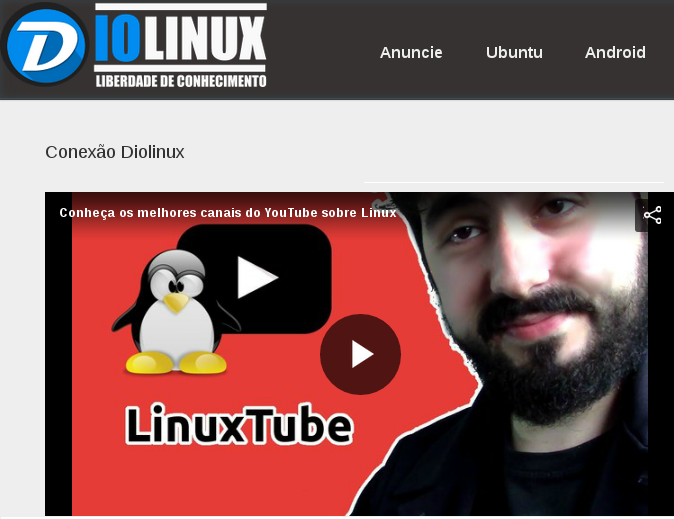 DIOLINUX
LIBERDADE DE CONHECIMENTO
Anuncie Ubuntu Android
Conexão Diolinux
Conheça os melhores canais do YouTube sobre Linux
LinuxTube